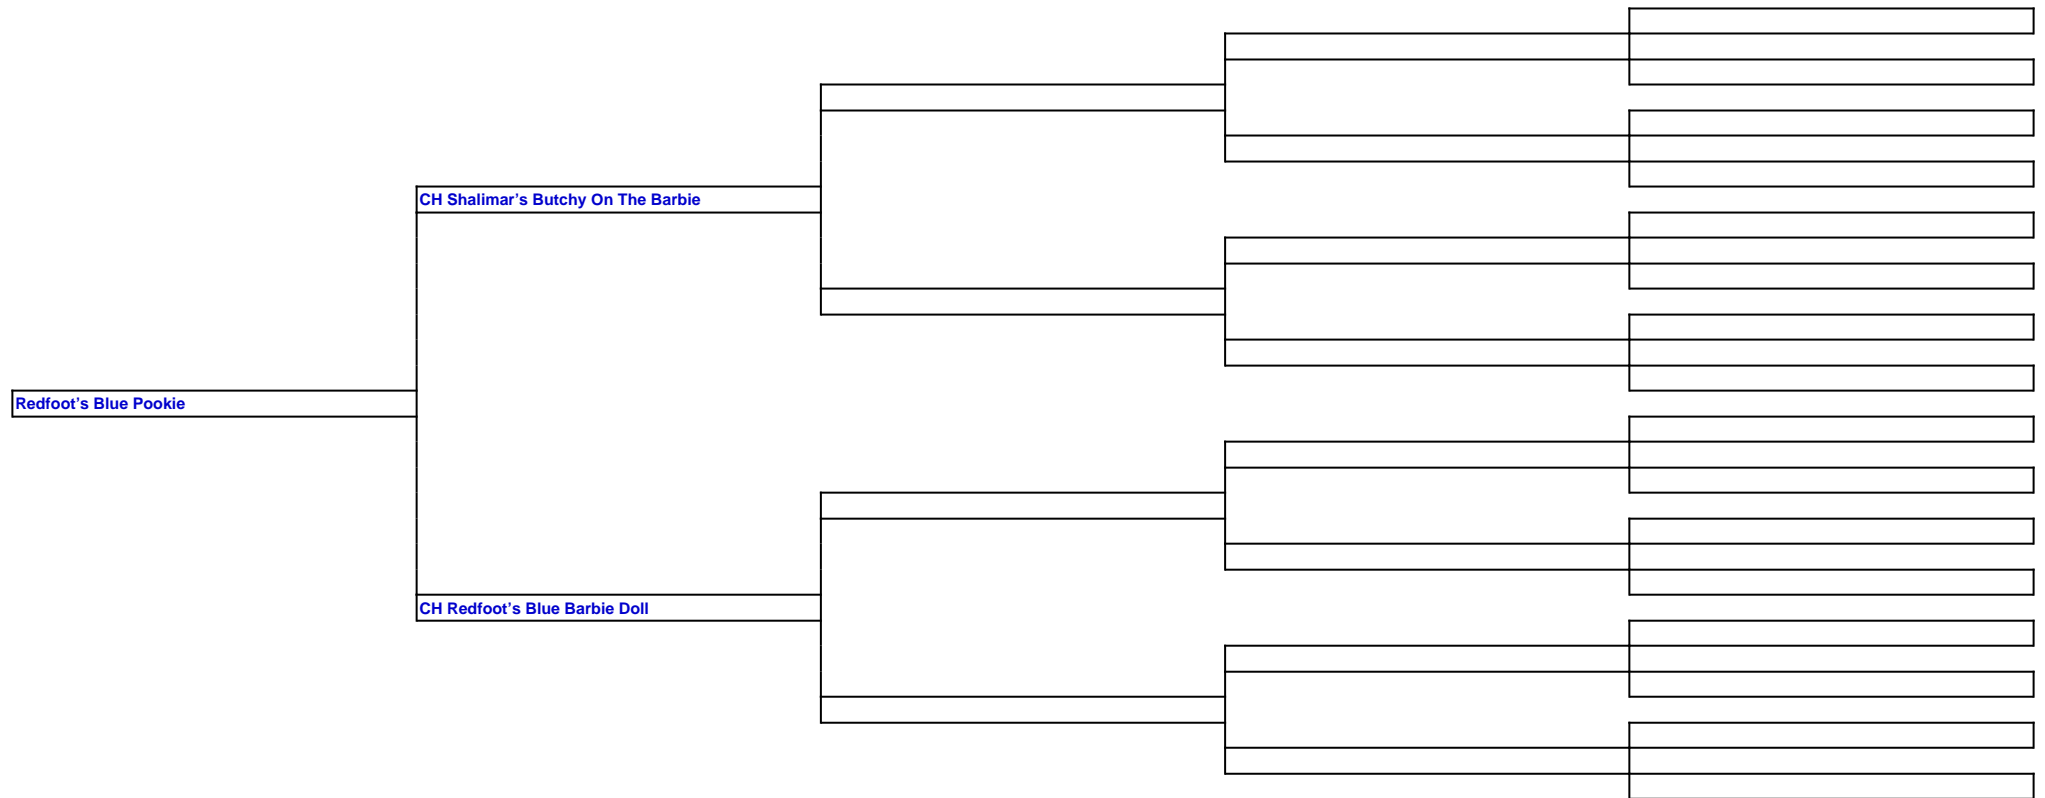 CH Shalimar’s Butchy On The Barbie
Redfoot’s Blue Pookie
CH Redfoot’s Blue Barbie Doll